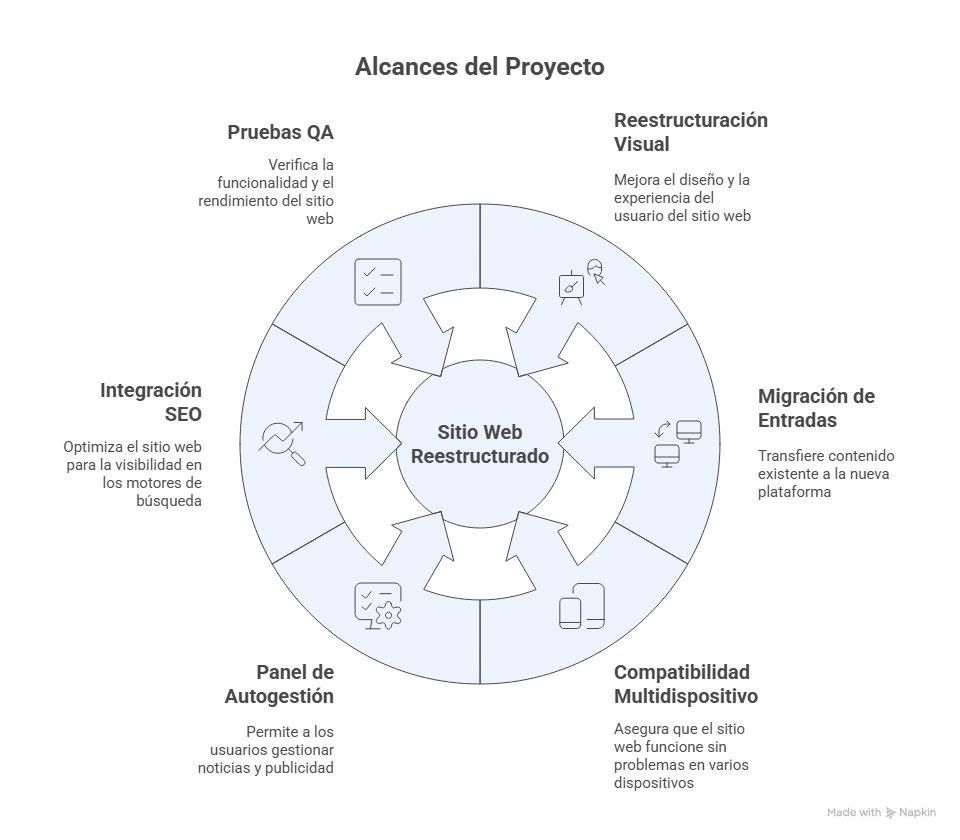 Alcances del Proyecto
Pruebas QA
Verifica la
funcionalidad y el
rendimiento del sitio
web
Reestructuración
Visual
Mejora el diseño y la
experiencia del
usuario del sitio web
Integración
SEO
Optimiza el sitio web
para la visibilidad en
los motores de
búsqueda
Sitio Web
Reestructurado
Migración de
Entradas
Transfiere contenido
existente a la nueva
plataforma
Panel de
Autogestión
Permite a los
usuarios gestionar
noticias y publicidad
Compatibilidad
Multidispositivo
Asegura que el sitio
web funcione sin
problemas en varios
dispositivos
Made with Napkin